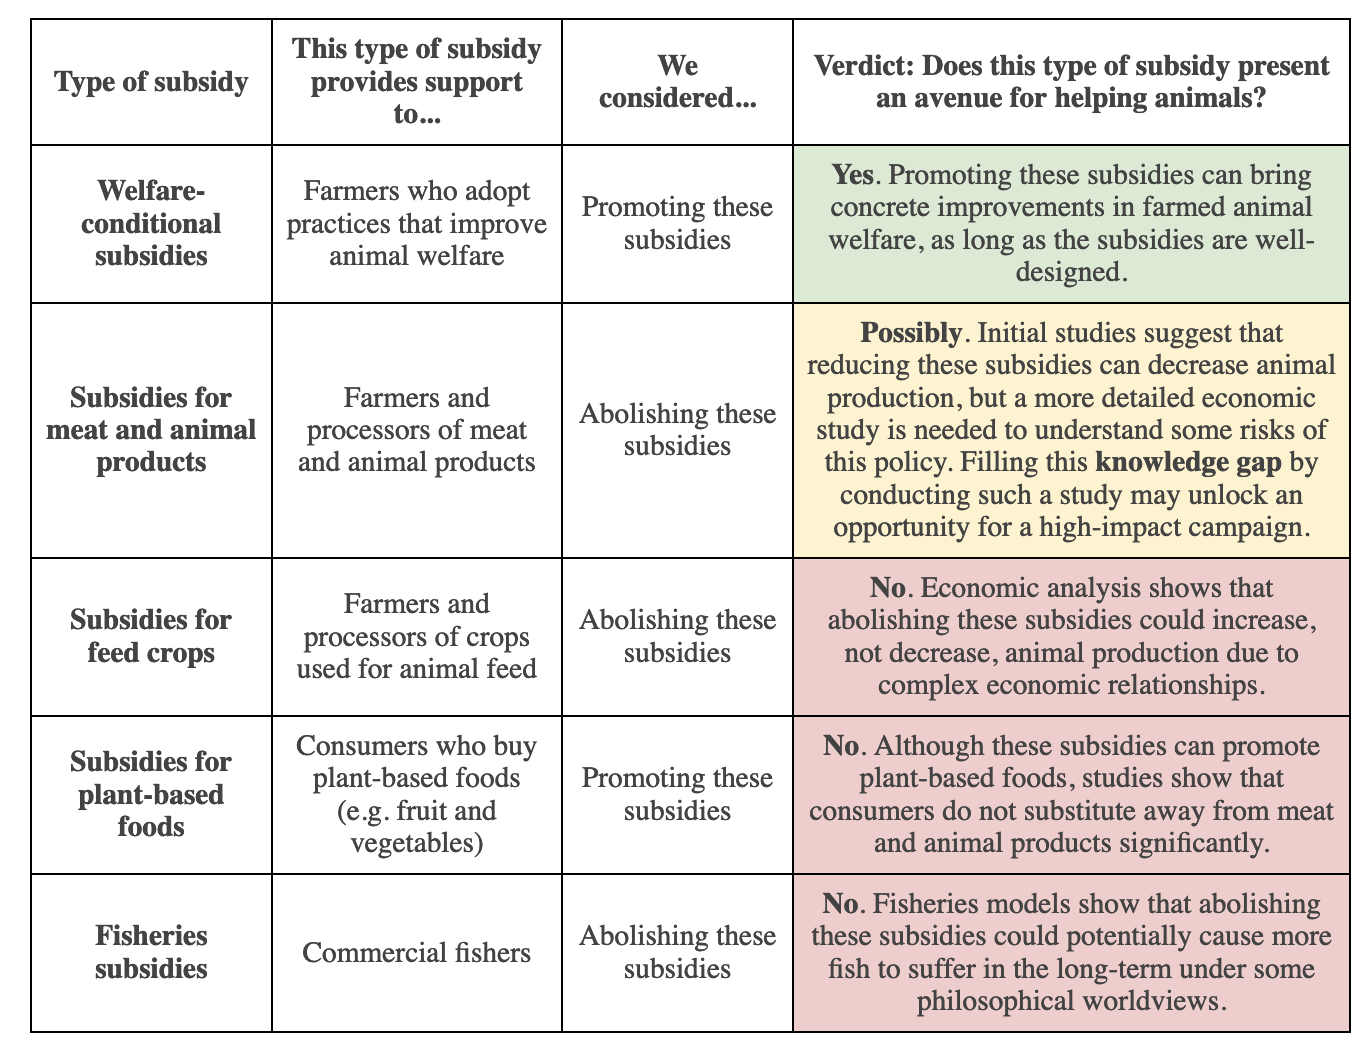 Type of subsidy
This type of subsidy
provides support
to...
We
considered...
Verdict: Does this type of subsidy present
an avenue for helping animals?
Welfare-
conditional
subsidies
Farmers who adopt
practices that improve
animal welfare
Promoting these
subsidies
Yes. Promoting these subsidies can bring
concrete improvements in farmed animal
welfare, as long as the subsidies are well-
designed.
Subsidies for
meat and animal
products
Farmers and
processors of meat
and animal products
Abolishing these
subsidies
Possibly. Initial studies suggest that
reducing these subsidies can decrease animal
production, but a more detailed economic
study is needed to understand some risks of
this policy. Filling this knowledge gap by
conducting such a study may unlock an
opportunity for a high-impact campaign.
Subsidies for
feed crops
Farmers and
processors of crops
used for animal feed
Abolishing these
subsidies
No. Economic analysis shows that
abolishing these subsidies could increase,
not decrease, animal production due to
complex economic relationships.
Subsidies for
plant-based
foods
Consumers who buy
plant-based foods
(e.g. fruit and
vegetables)
Promoting these
subsidies
No. Although these subsidies can promote
plant-based foods, studies show that
consumers do not substitute away from meat
and animal products significantly.
Fisheries
subsidies
Commercial fishers
Abolishing these
subsidies
No. Fisheries models show that abolishing
these subsidies could potentially cause more
fish to suffer in the long-term under some
philosophical worldviews.